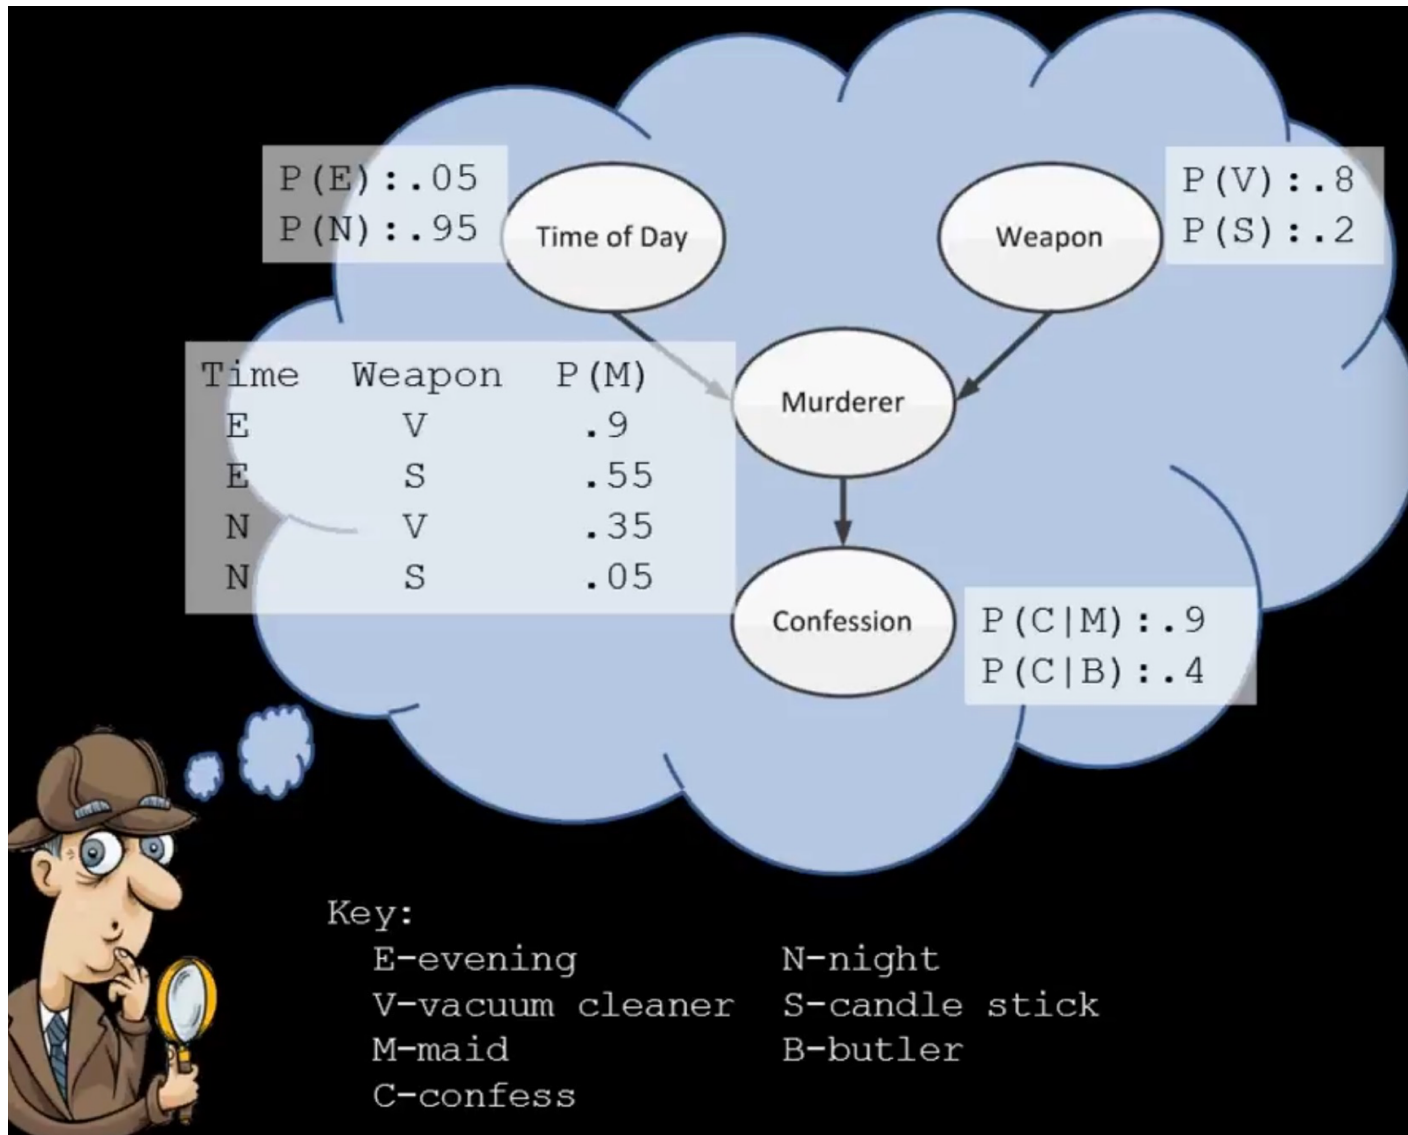 P(E):.05
P(N):.95
Time of Day
Weapon
P(V):.8
P(S):.2
Time Weapon P(M)
E V .9
E S .55
N V .35
N S .05
Murderer
Confession
P(C|M):.9
P(C|B):.4
Key:
E-evening N-night
V-vacuum cleaner S-candle stick
M-maid B-butler
C-confess